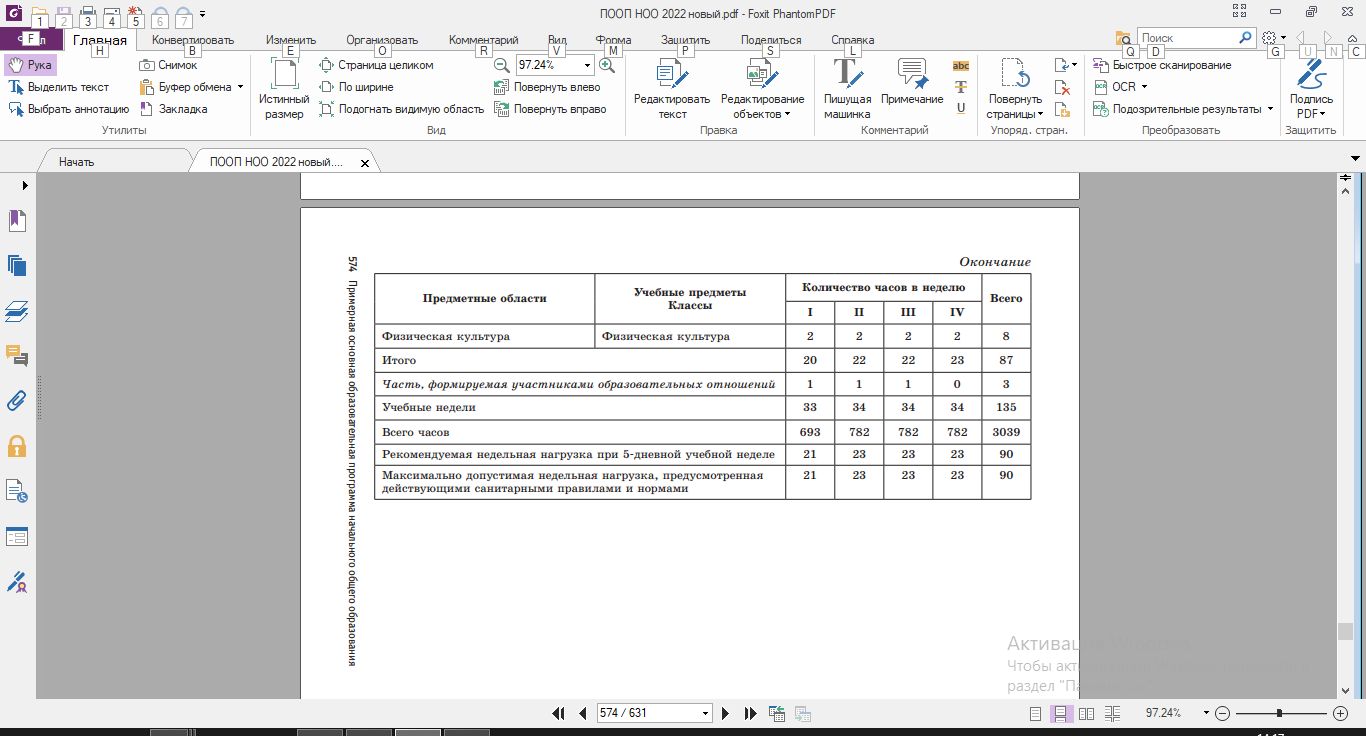 ПООП НОО 2022 новый.pdf - Foxit PhantomPDF
1 2 3 4 5 6 7
Главная Конвертировать Изменить Организовать Комментарий Вид Форма Защитить Поделиться Справка Поиск
F H B E O R V M P S L Q D G U N C
Рука Снимок Страница целиком 97.24% abc Быстрое сканирование
Выделить текст Буфер обмена По ширине Повернуть влево OCR
Выбрать аннотацию Закладка Подогнать видимую область Повернуть вправо Подозрительные результаты
Истинный размер Редактировать текст Редактирование объектов Пишущая машинка Примечание Повернуть страницы Подпись PDF
Утилиты Вид Правка Комментарий Упоряд. стран. Преобразовать Защитить
Начать ПООП НОО 2022 новый....
574 Примерная основная образовательная программа начального общего образования
Окончание
Предметные области Учебные предметы Классы Количество часов в неделю Всего
I II III IV
Физическая культура Физическая культура 2 2 2 2 8
Итого 20 22 22 23 87
Часть, формируемая участниками образовательных отношений 1 1 1 0 3
Учебные недели 33 34 34 34 135
Всего часов 693 782 782 782 3039
Рекомендуемая недельная нагрузка при 5-дневной учебной неделе 21 23 23 23 90
Максимально допустимая недельная нагрузка, предусмотренная 21 23 23 23 90
действующими санитарными правилами и нормами
574 / 631 97.24%